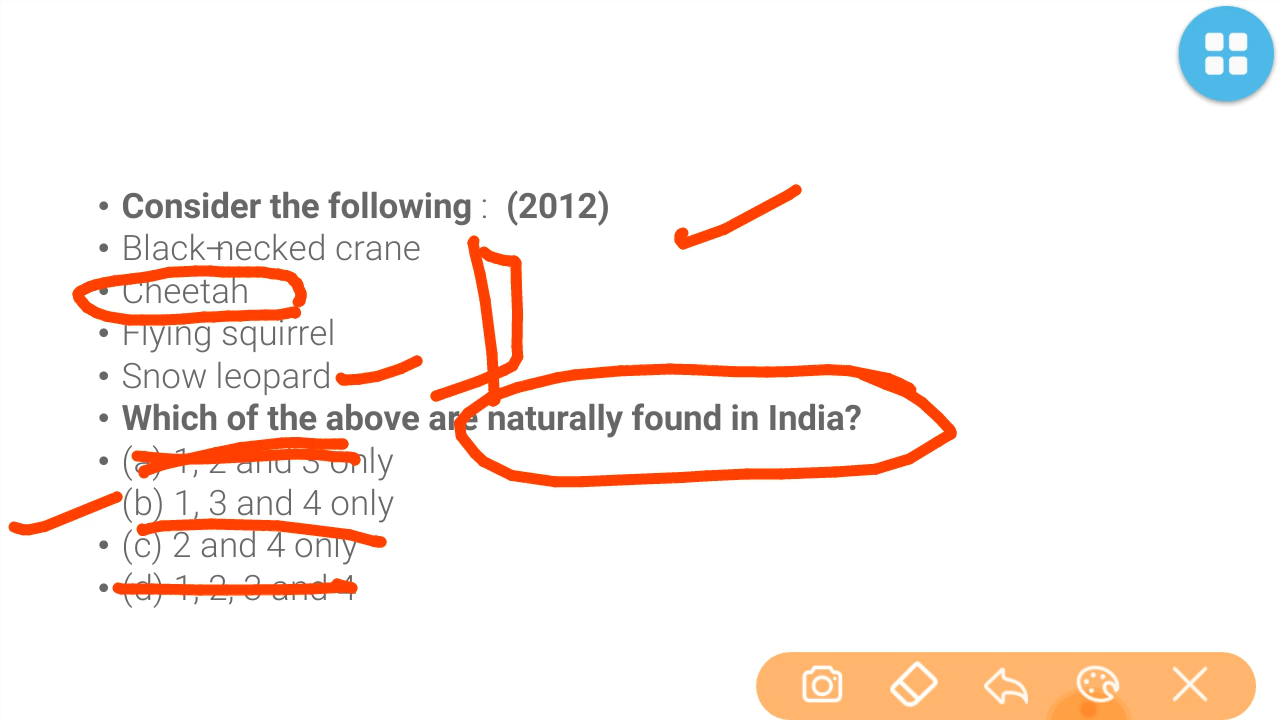 • Consider the following : (2012)
• Black-necked crane
• Cheetah
• Flying squirrel
• Snow leopard
• Which of the above are naturally found in India?
• (a) 1, 2 and 3 only
(b) 1, 3 and 4 only
• (c) 2 and 4 only
• (d) 1, 2, 3 and 4